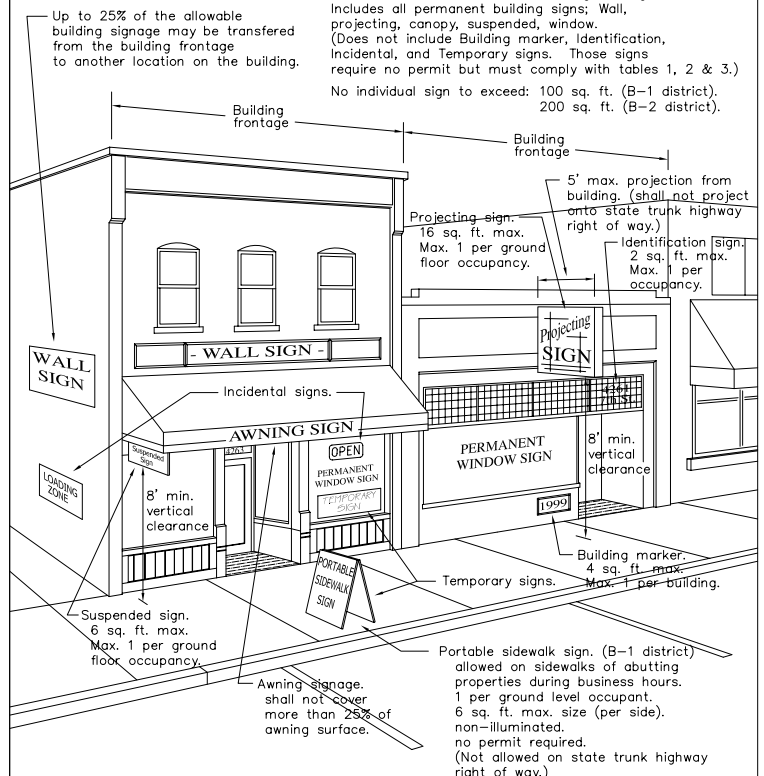 Up to 25% of the allowable
building signage may be transfered
from the building frontage
to another location on the building.
Includes all permanent building signs; Wall,
projecting, canopy, suspended, window.
(Does not include Building marker, Identification,
Incidental, and Temporary signs. Those signs
require no permit but must comply with tables 1, 2 & 3.)
No individual sign to exceed: 100 sq. ft. (B-1 district).
200 sq. ft. (B-2 district).
Building
frontage
Building
frontage
5' max. projection from
building. (shall not project
onto state trunk highway
right of way.)
Projecting sign.
16 sq. ft. max.
Max. 1 per ground
floor occupancy.
Identification sign.
2 sq. ft. max.
Max. 1 per
occupancy.
Projecting
SIGN
WALL
SIGN
- WALL SIGN -
Incidental signs.
4261
7th St.
AWNING SIGN
Suspended
Sign
4263
OPEN
PERMANENT
WINDOW SIGN
TEMPORARY
SIGN
PERMANENT
WINDOW SIGN
8' min.
vertical
clearance
LOADING
ZONE
8' min.
vertical
clearance
1999
Building marker.
4 sq. ft. max.
Max. 1 per building.
PORTABLE
SIDEWALK
SIGN
Temporary signs.
Suspended sign.
6 sq. ft. max.
Max. 1 per ground
floor occupancy.
Awning signage.
shall not cover
more than 25% of
awning surface.
Portable sidewalk sign. (B-1 district)
allowed on sidewalks of abutting
properties during business hours.
1 per ground level occupant.
6 sq. ft. max. size (per side).
non-illuminated.
no permit required.
(Not allowed on state trunk highway
right of way.)